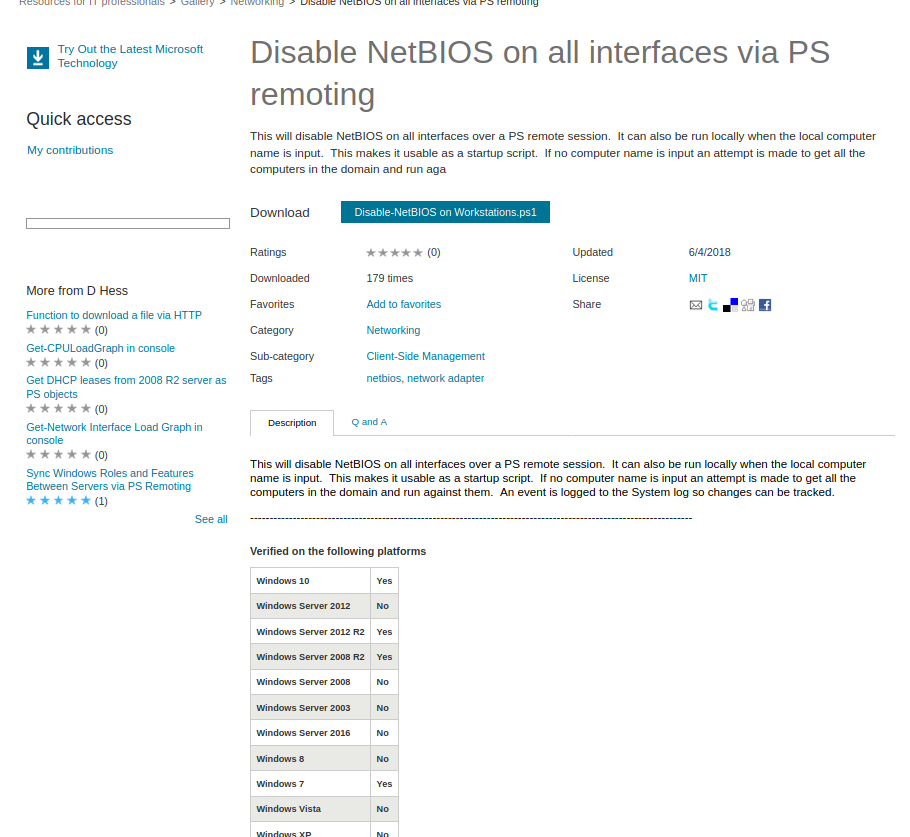 Resources for IT professionals > Gallery > Networking > Disable NetBIOS on all interfaces via PS remoting
Try Out the Latest Microsoft
Technology
Quick access
My contributions
More from D Hess
Function to download a file via HTTP
(0)
Get-CPULoadGraph in console
(0)
Get DHCP leases from 2008 R2 server as
PS objects
(0)
Get-Network Interface Load Graph in
console
(0)
Sync Windows Roles and Features
Between Servers via PS Remoting
(1)
See all
Disable NetBIOS on all interfaces via PS
remoting
This will disable NetBIOS on all interfaces over a PS remote session.  It can also be run locally when the local computer
name is input.  This makes it usable as a startup script.  If no computer name is input an attempt is made to get all the
computers in the domain and run aga
Download Disable-NetBIOS on Workstations.ps1
Ratings (0) Updated 6/4/2018
Downloaded 179 times License MIT
Favorites Add to favorites Share
Category Networking
Sub-category Client-Side Management
Tags netbios, network adapter
Description Q and A
This will disable NetBIOS on all interfaces over a PS remote session.  It can also be run locally when the local computer
name is input.  This makes it usable as a startup script.  If no computer name is input an attempt is made to get all the
computers in the domain and run against them.  An event is logged to the System log so changes can be tracked.
-----------------------------------------------------------------------------------------------------------------
Verified on the following platforms
Windows 10 Yes
Windows Server 2012 No
Windows Server 2012 R2 Yes
Windows Server 2008 R2 Yes
Windows Server 2008 No
Windows Server 2003 No
Windows Server 2016 No
Windows 8 No
Windows 7 Yes
Windows Vista No
Windows XP No